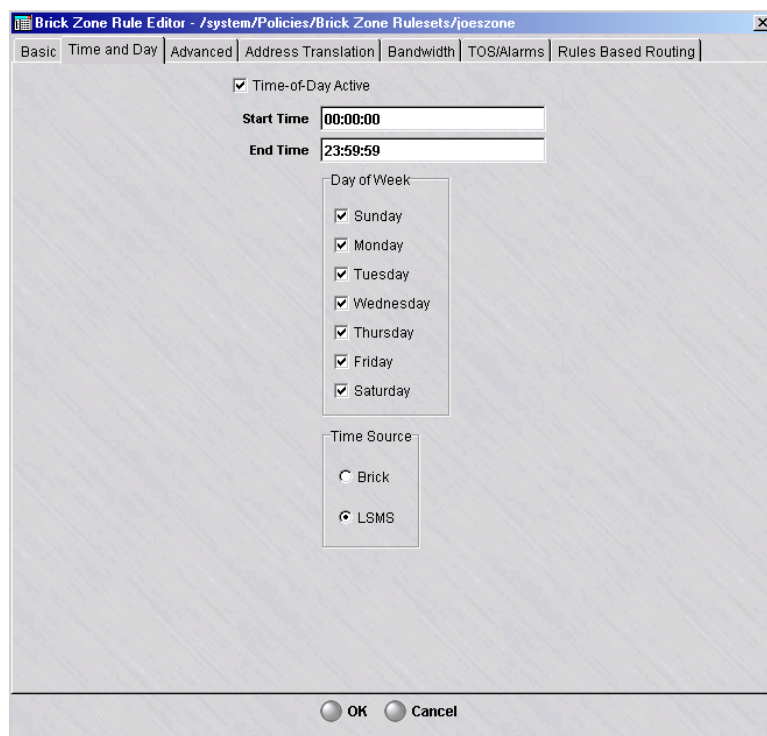 Brick Zone Rule Editor - /system/Policies/Brick Zone Rulesets/joeszone
Basic Time and Day Advanced Address Translation Bandwidth TOS/Alarms Rules Based Routing
Time-of-Day Active
Start Time 00:00:00
End Time 23:59:59
Day of Week
Sunday
Monday
Tuesday
Wednesday
Thursday
Friday
Saturday
Time Source
Brick
LSMS
OK Cancel